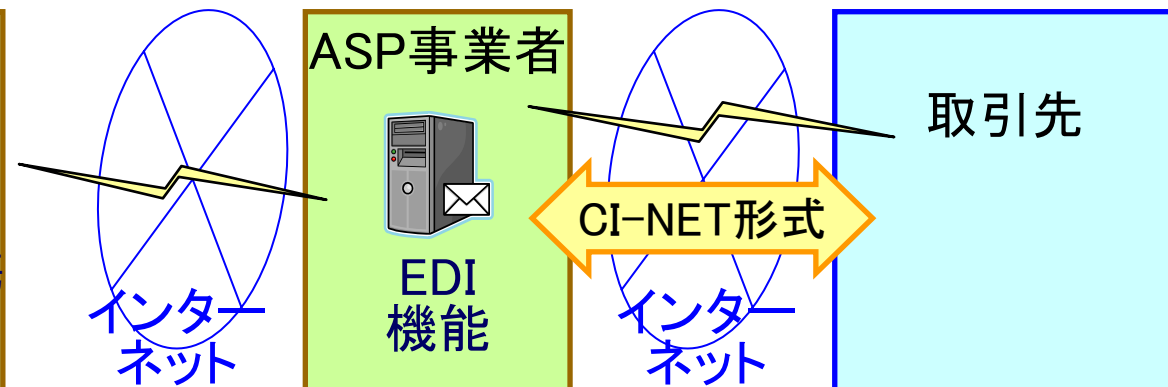 ASP事業者
取引先
CI-NET形式
EDI
機能
インター
ネット
インター
ネット